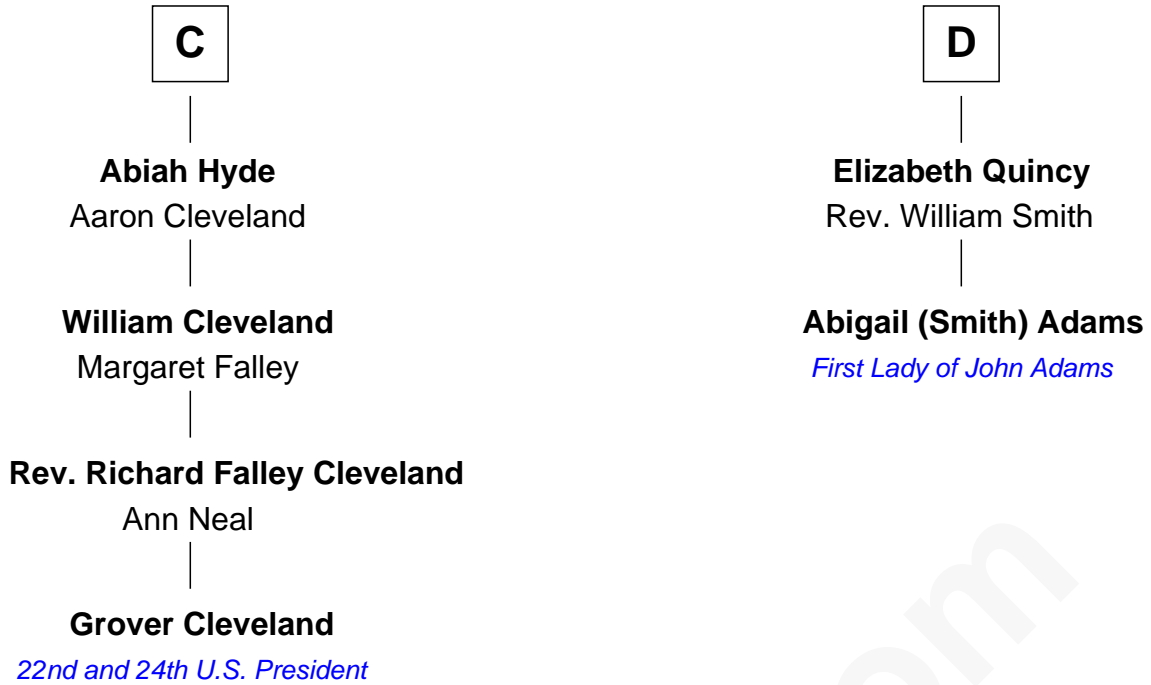 C
Abiah Hyde
Aaron Cleveland
William Cleveland
Margaret Falley
Rev. Richard Falley Cleveland
Ann Neal
Grover Cleveland
22nd and 24th U.S. President
D
Elizabeth Quincy
Rev. William Smith
Abigail (Smith) Adams
First Lady of John Adams
om